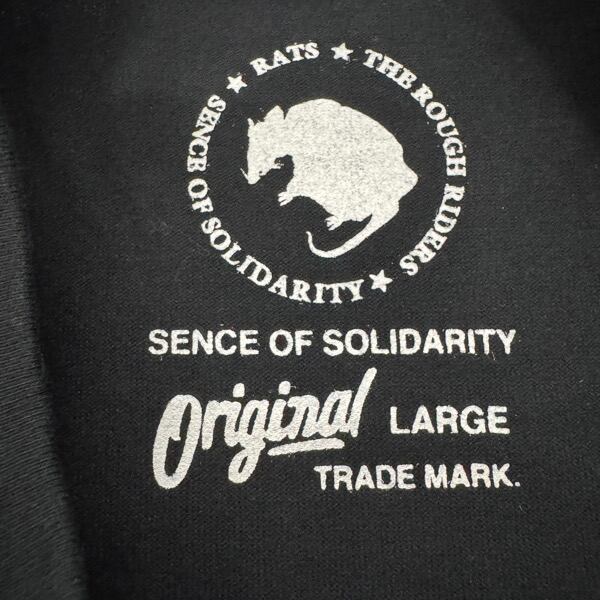 RATS ★ THE ROUGH RIDERS ★ SENCE OF SOLIDARITY ★
SENCE OF SOLIDARITY
Original LARGE
TRADE MARK.